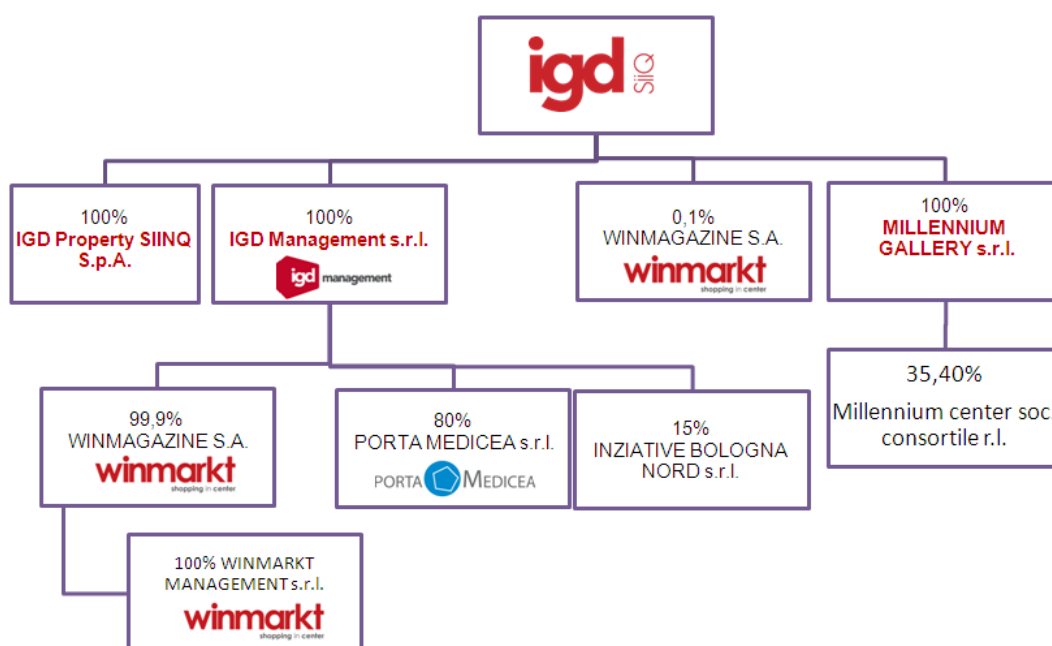 igd SIIQ
100%
IGD Property SIINQ
S.p.A.
100%
IGD Management s.r.l.
igd management
0,1%
WINMAGAZINE S.A.
winmarkt
shopping in center
100%
MILLENNIUM
GALLERY s.r.l.
99,9%
WINMAGAZINE S.A.
winmarkt
shopping in center
80%
PORTA MEDICEA s.r.l.
PORTA MEDICEA
15%
INZIATIVE BOLOGNA
NORD s.r.l.
35,40%
Millennium center soc.
consortile r.l.
100% WINMARKT
MANAGEMENT s.r.l.
winmarkt
shopping in center